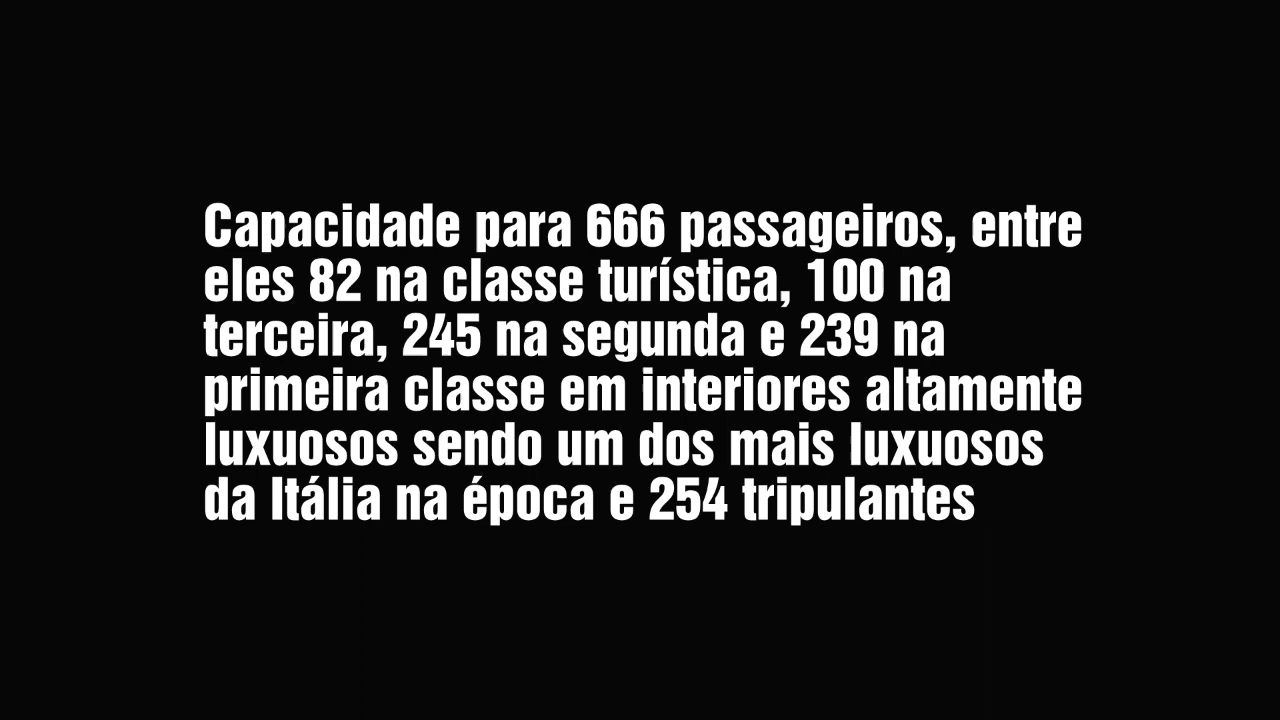 Capacidade para 666 passageiros, entre
eles 82 na classe turística, 100 na
terceira, 245 na segunda e 239 na
primeira classe em interiores altamente
luxuosos sendo um dos mais luxuosos
da Itália na época e 254 tripulantes